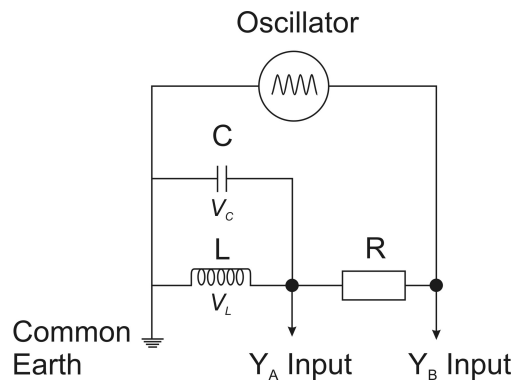 Oscillator
C
V_C
L
R
V_L
Common
Earth
Y_A Input
Y_B Input